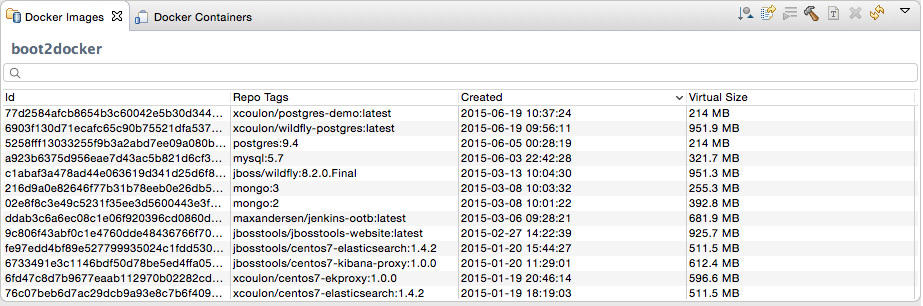 Docker Images Docker Containers
boot2docker
Id Repo Tags Created Virtual Size
77d2584afcb8654b3c60042e5b30d344... xcoulon/postgres-demo:latest 2015-06-19 10:37:24 214 MB
6903f130d71ecafc65c90b75521dfa537... xcoulon/wildfly-postgres:latest 2015-06-19 09:56:11 951.9 MB
5258fff13033255f9b3a2abd7ee09a080b... postgres:9.4 2015-06-05 00:28:19 214 MB
a923b6375d956eae7d43ac5b821d6cf3... mysql:5.7 2015-06-03 22:42:28 321.7 MB
c1abaf3a478ad44e063619d341d25d6f8... jboss/wildfly:8.2.0.Final 2015-03-13 10:04:30 951.3 MB
216d9a0e82646f77b31b78eeb0e26db5... mongo:3 2015-03-08 10:03:32 255.3 MB
02e8f8c3e49c5231f35ee3d5600443e3f... mongo:2 2015-03-08 10:01:22 392.8 MB
ddab3c6a6ec08c1e06f920396cd0860d... maxandersen/jenkins-ootb:latest 2015-03-06 09:28:21 681.9 MB
9c806f43abf0c1e4760dde48436766f70... jbosstools/jbosstools-website:latest 2015-02-27 14:22:39 925.7 MB
fe97edd4bf89e527799935024c1fdd530... jbosstools/centos7-elasticsearch:1.4.2 2015-01-20 15:44:27 511.5 MB
6733491e3c1146bdf50d78be5ed4ffa05... jbosstools/centos7-kibana-proxy:1.0.0 2015-01-20 11:29:01 612.4 MB
6fd47c8d7b9677eaab112970b02282cd... xcoulon/centos7-ekproxy:1.0.0 2015-01-19 20:46:14 596.6 MB
76c07beb6d7ac29dcb9a93e8c7b6f409... xcoulon/centos7-elasticsearch:1.4.2 2015-01-19 18:19:03 511.5 MB